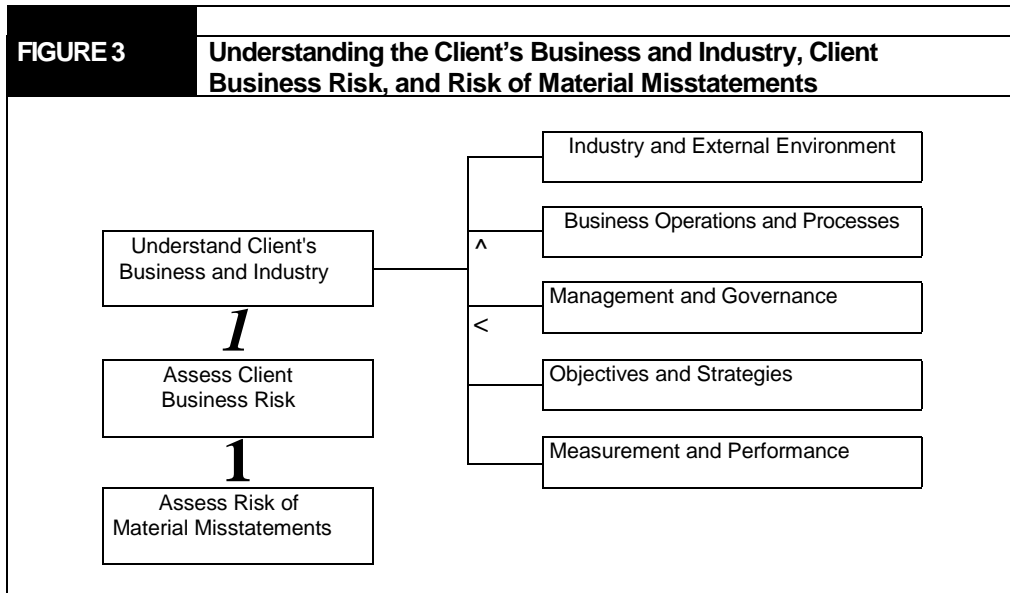 FIGURE 3
Understanding the Client's Business and Industry, Client
Business Risk, and Risk of Material Misstatements
Understand Client's
Business and Industry
1
Assess Client
Business Risk
1
Assess Risk of
Material Misstatements
Industry and External Environment
Business Operations and Processes
^
Management and Governance
<
Objectives and Strategies
Measurement and Performance